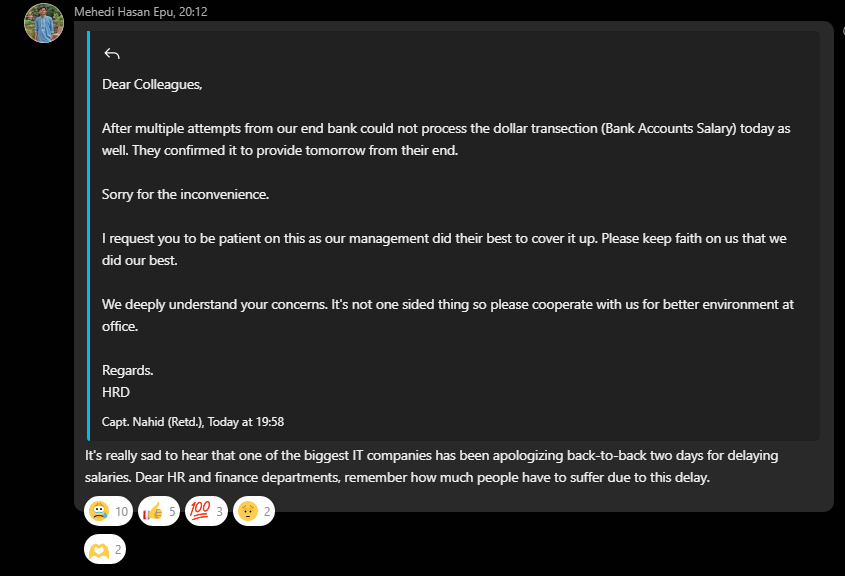 Mehedi Hasan Epu, 20:12
Dear Colleagues,
After multiple attempts from our end bank could not process the dollar transection (Bank Accounts Salary) today as
well. They confirmed it to provide tomorrow from their end.
Sorry for the inconvenience.
I request you to be patient on this as our management did their best to cover it up. Please keep faith on us that we
did our best.
We deeply understand your concerns. It's not one sided thing so please cooperate with us for better environment at
office.
Regards.
HRD
Capt. Nahid (Retd.), Today at 19:58
It's really sad to hear that one of the biggest IT companies has been apologizing back-to-back two days for delaying
salaries. Dear HR and finance departments, remember how much people have to suffer due to this delay.
10 5 100 3 2
2